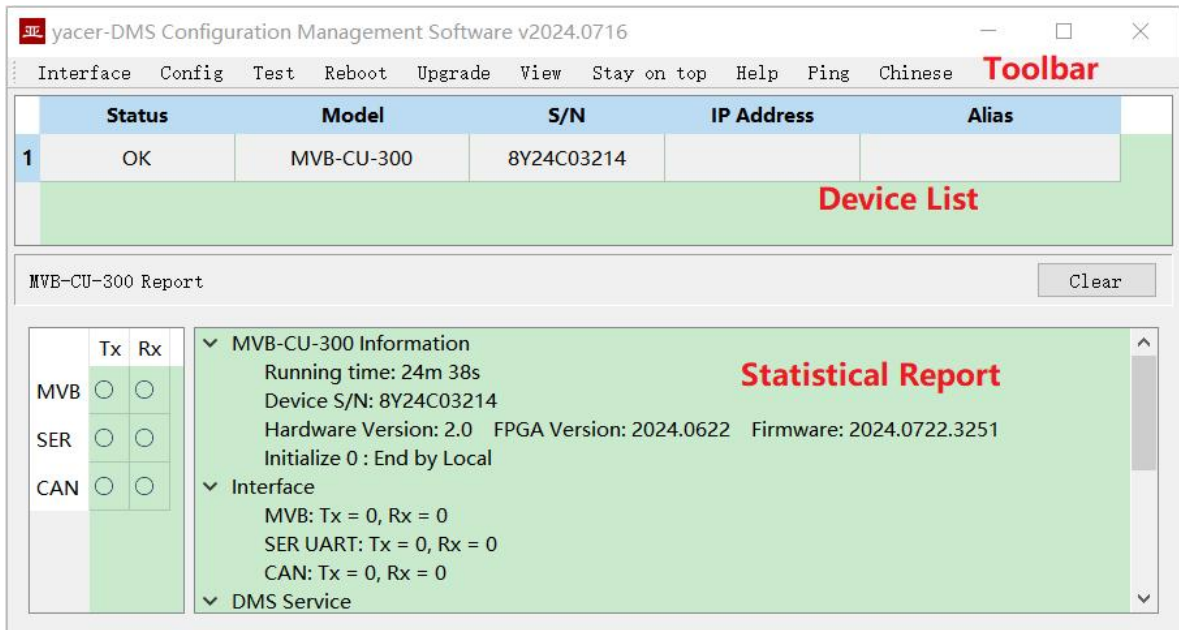 亚 yacer-DMS Configuration Management Software v2024.0716
Interface Config Test Reboot Upgrade View Stay on top Help Ping Chinese Toolbar
Status Model S/N IP Address Alias
1 OK MVB-CU-300 8Y24C03214
Device List
MVB-CU-300 Report Clear
Tx Rx
MVB
SER
CAN
MVB-CU-300 Information
Running time: 24m 38s
Statistical Report
Device S/N: 8Y24C03214
Hardware Version: 2.0 FPGA Version: 2024.0622 Firmware: 2024.0722.3251
Initialize 0 : End by Local
Interface
MVB: Tx = 0, Rx = 0
SER UART: Tx = 0, Rx = 0
CAN: Tx = 0, Rx = 0
DMS Service